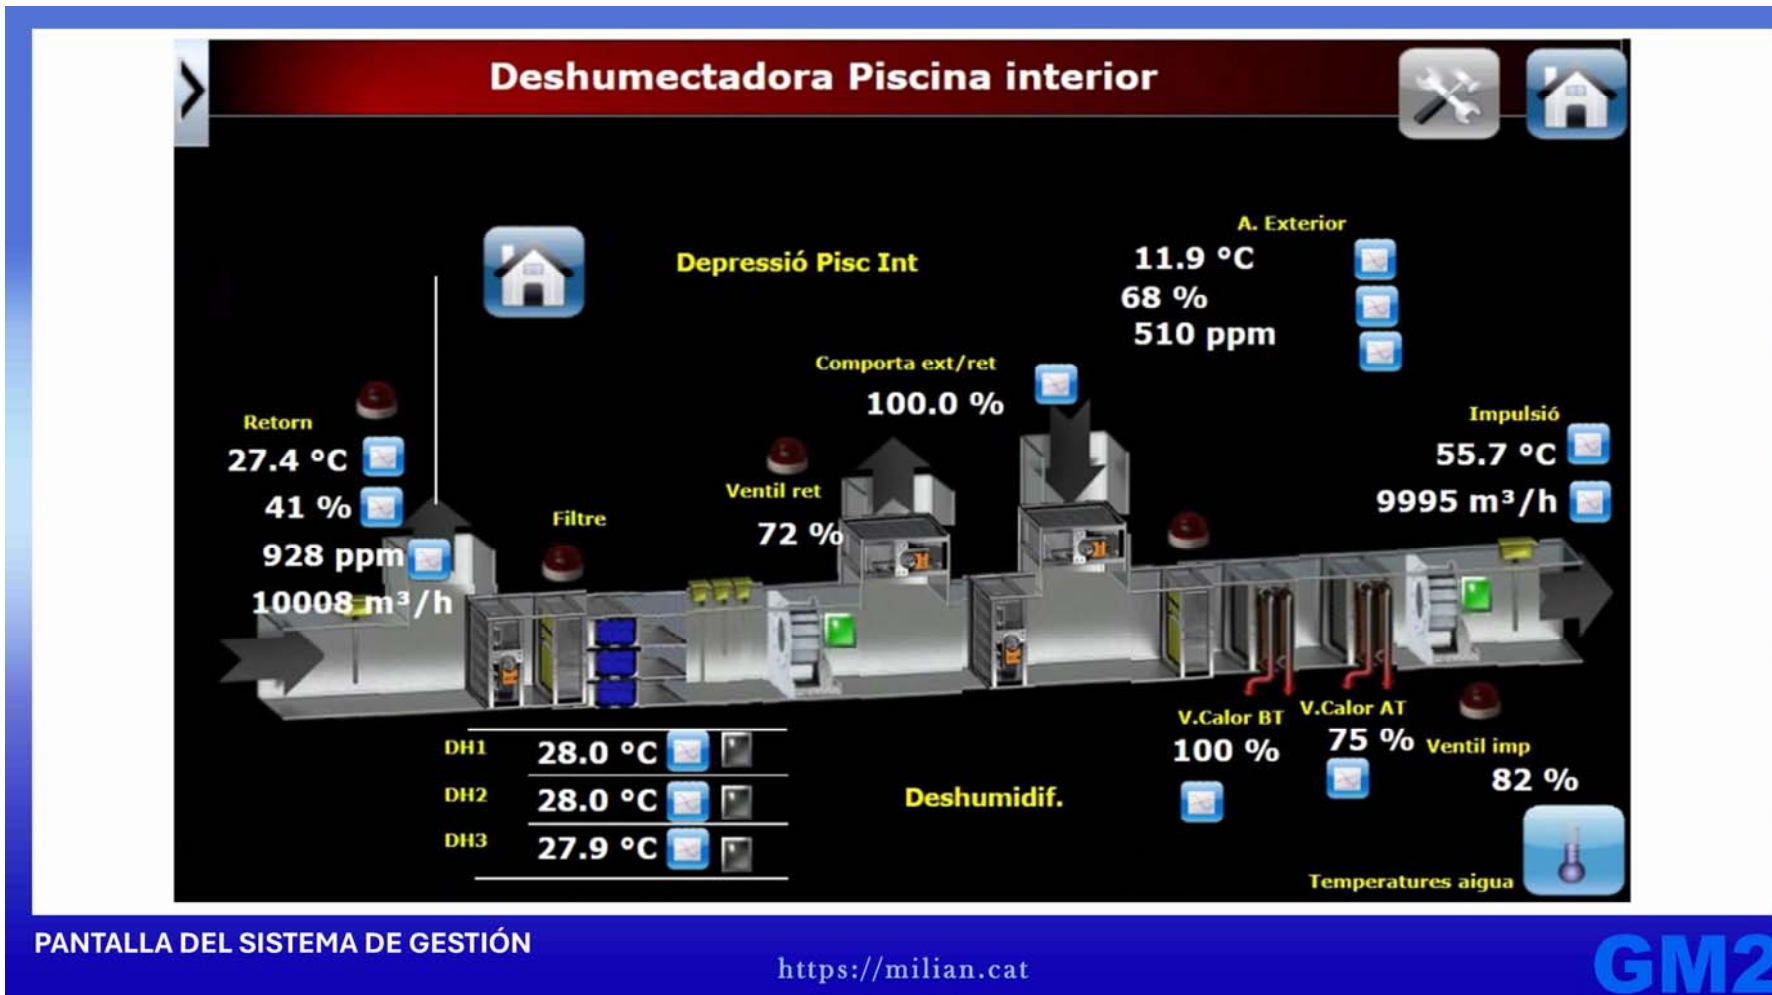 Deshumectadora Piscina interior
A. Exterior
Depressió Pisc Int
11.9 °C
68 %
510 ppm
Comporta ext/ret
100.0 %
Retorn
27.4 °C
41 %
928 ppm
10008 m³/h
Filtre
Ventil ret
72 %
Impulsió
55.7 °C
9995 m³/h
V.Calor BT
100 %
V.Calor AT
75 %
Ventil imp
82 %
DH1
28.0 °C
DH2
28.0 °C
DH3
27.9 °C
Deshumidif.
Temperatures aigua
PANTALLA DEL SISTEMA DE GESTIÓN
https://milian.cat
GM2